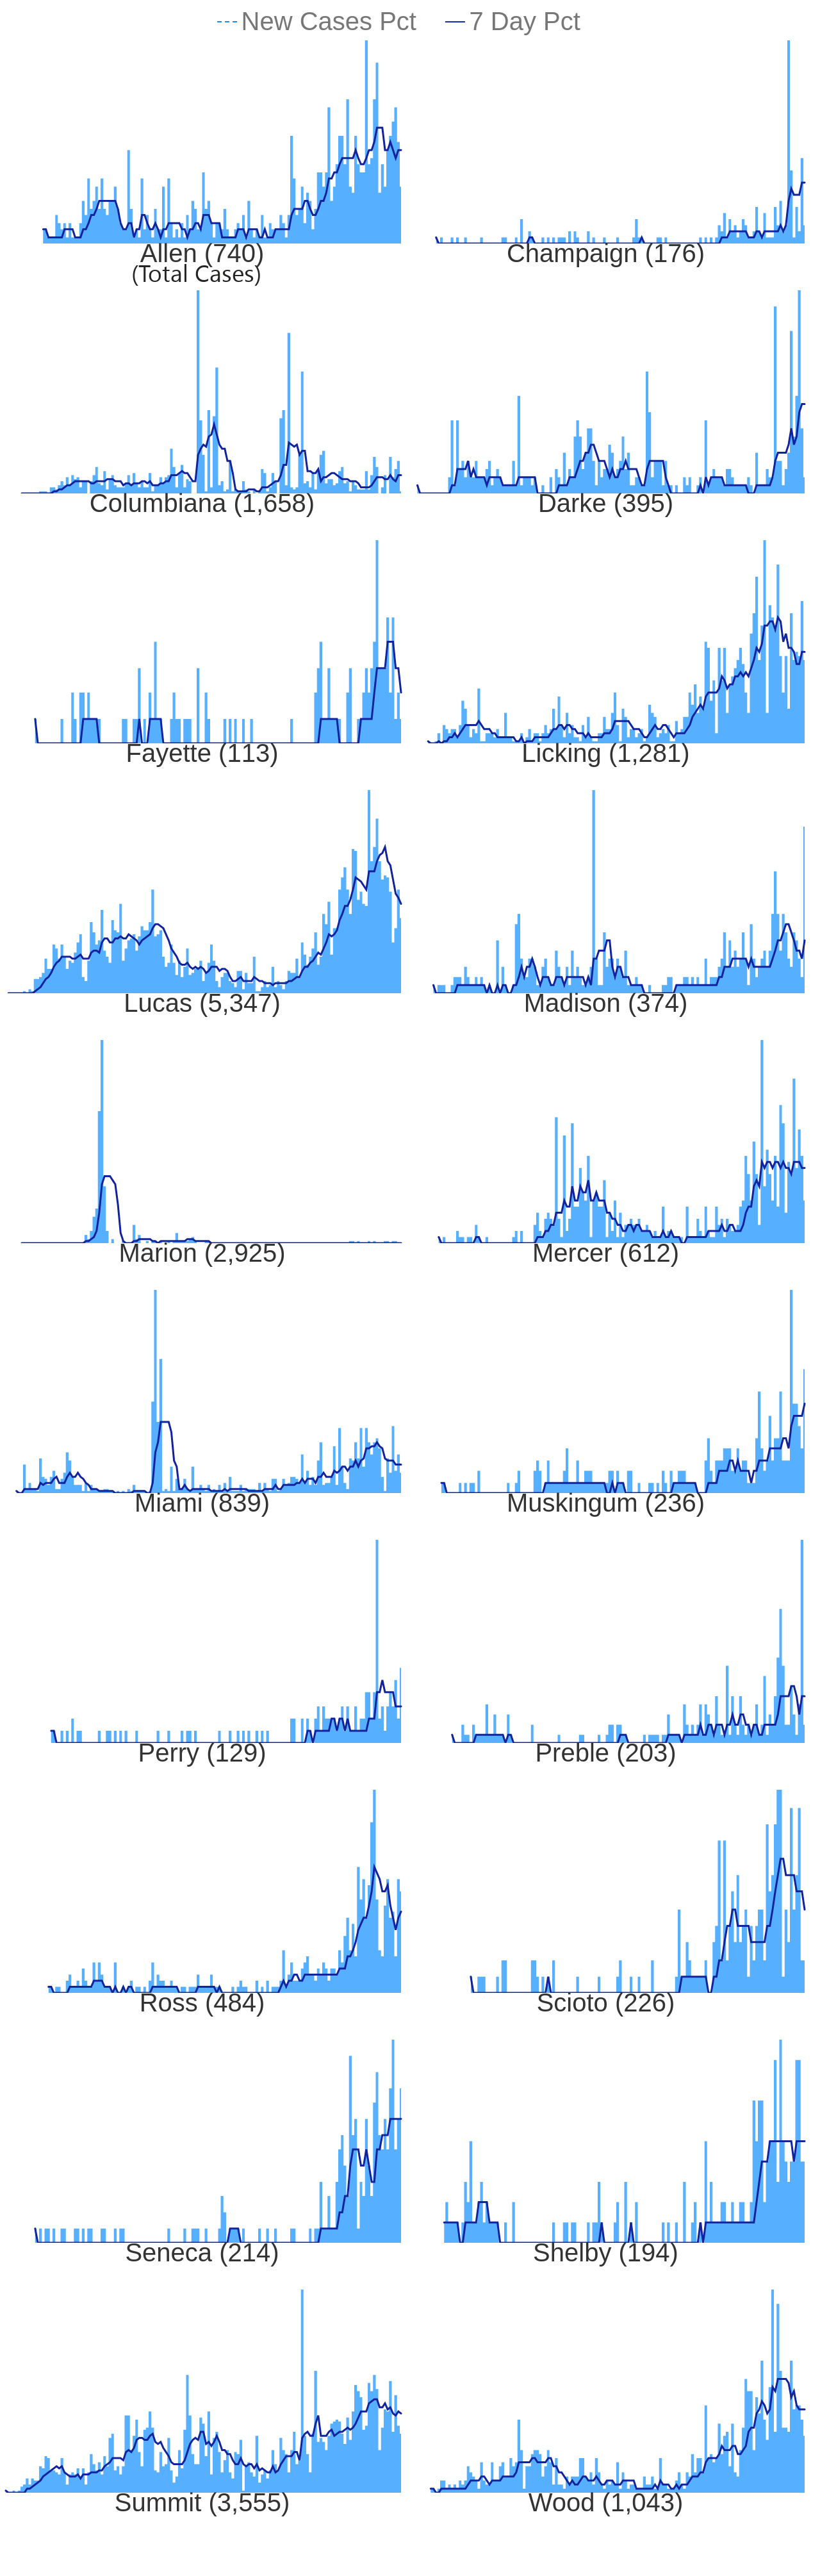 New Cases Pct 7 Day Pct
Allen (740) Champaign (176)
(Total Cases)
Columbiana (1,658) Darke (395)
Fayette (113) Licking (1,281)
Lucas (5,347) Madison (374)
Marion (2,925) Mercer (612)
Miami (839) Muskingum (236)
Perry (129) Preble (203)
Ross (484) Scioto (226)
Seneca (214) Shelby (194)
Summit (3,555) Wood (1,043)